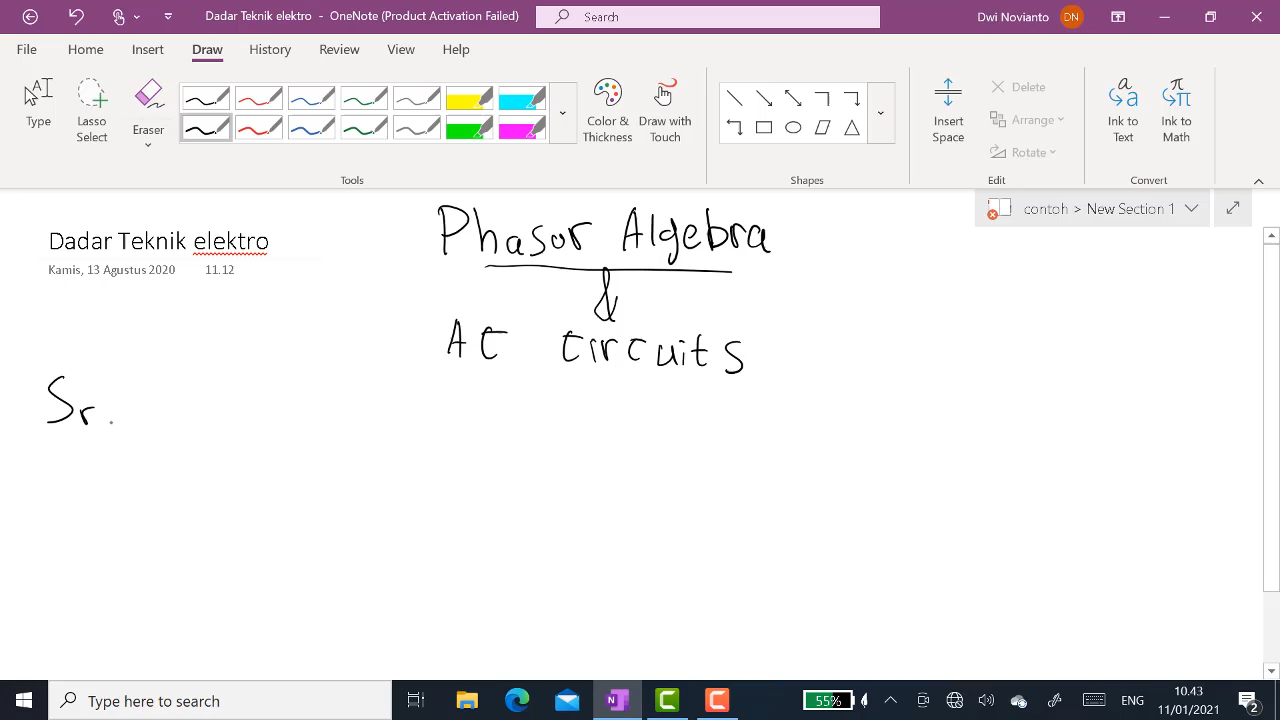 Dadar Teknik elektro - OneNote (Product Activation Failed)
Search
Dwi Novianto
DN
File
Home
Insert
Draw
History
Review
View
Help
Type
Lasso Select
Eraser
Color & Thickness
Draw with Touch
Insert Space
Delete
Arrange
Rotate
Ink to Text
Ink to Math
Tools
Shapes
Edit
Convert
contoh > New Section 1
Phasor Algebra
Dadar Teknik elektro
Kamis, 13 Agustus 2020 11.12
&
AC circuits
Sr
Type here to search
55%
ENG
10.43
11/01/2021
2